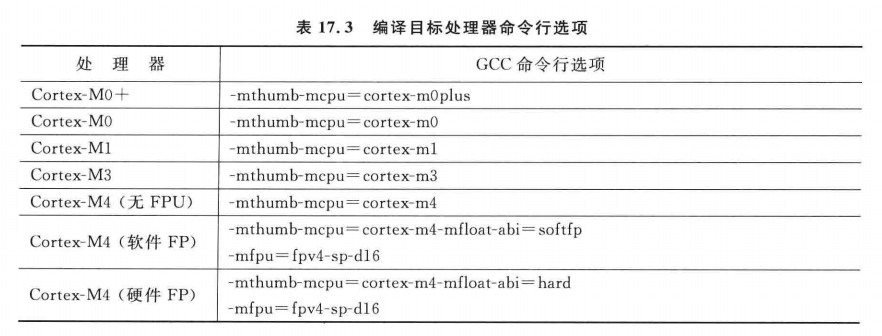 表 17.3 编译目标处理器命令行选项
处 理 器 GCC 命令行选项
Cortex-M0+ -mthumb-mcpu=cortex-m0plus
Cortex-M0 -mthumb-mcpu=cortex-m0
Cortex-M1 -mthumb-mcpu=cortex-m1
Cortex-M3 -mthumb-mcpu=cortex-m3
Cortex-M4（无 FPU） -mthumb-mcpu=cortex-m4
Cortex-M4（软件 FP） -mthumb-mcpu=cortex-m4-mfloat-abi=softfp
-mfpu=fpv4-sp-d16
Cortex-M4（硬件 FP） -mthumb-mcpu=cortex-m4-mfloat-abi=hard
-mfpu=fpv4-sp-d16